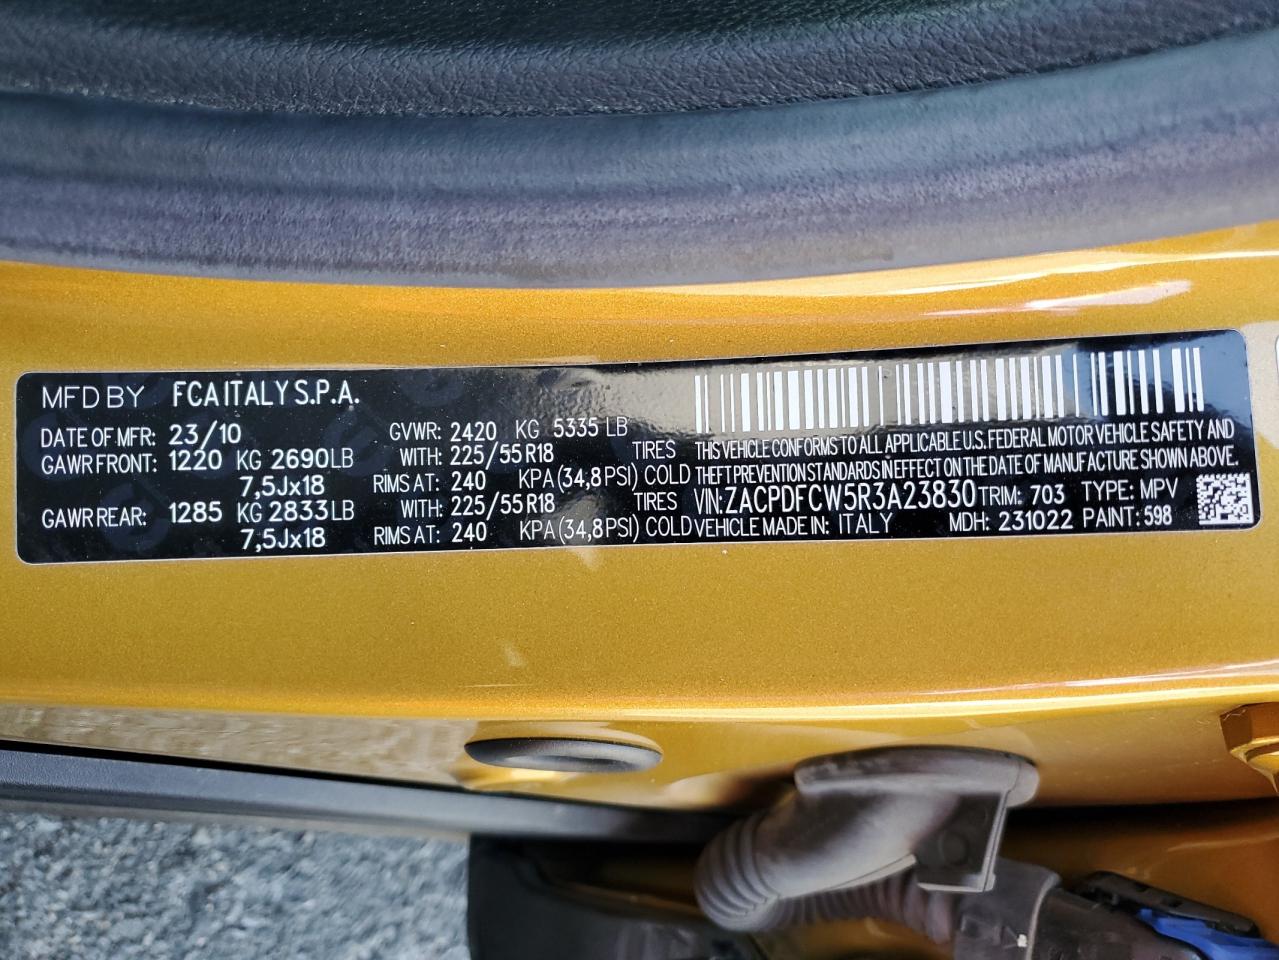 MFD BY FCA ITALY S.P.A.
DATE OF MFR: 23/10 GVWR: 2420 KG 5335 LB
GAWR FRONT: 1220 KG 2690LB WITH: 225/55R18 TIRES
7,5Jx18 RIMS AT: 240 KPA(34,8PSI) COLD
GAWR REAR: 1285 KG 2833LB WITH: 225/55R18 TIRES
7,5Jx18 RIMS AT: 240 KPA(34,8PSI) COLD
THIS VEHICLE CONFORMS TO ALL APPLICABLE U.S. FEDERAL MOTOR VEHICLE SAFETY AND
THEFT PREVENTION STANDARDS IN EFFECT ON THE DATE OF MANUFACTURE SHOWN ABOVE.
VIN: ZACPDFCW5R3A23830 TRIM: 703 TYPE: MPV
VEHICLE MADE IN: ITALY MDH: 231022 PAINT: 598